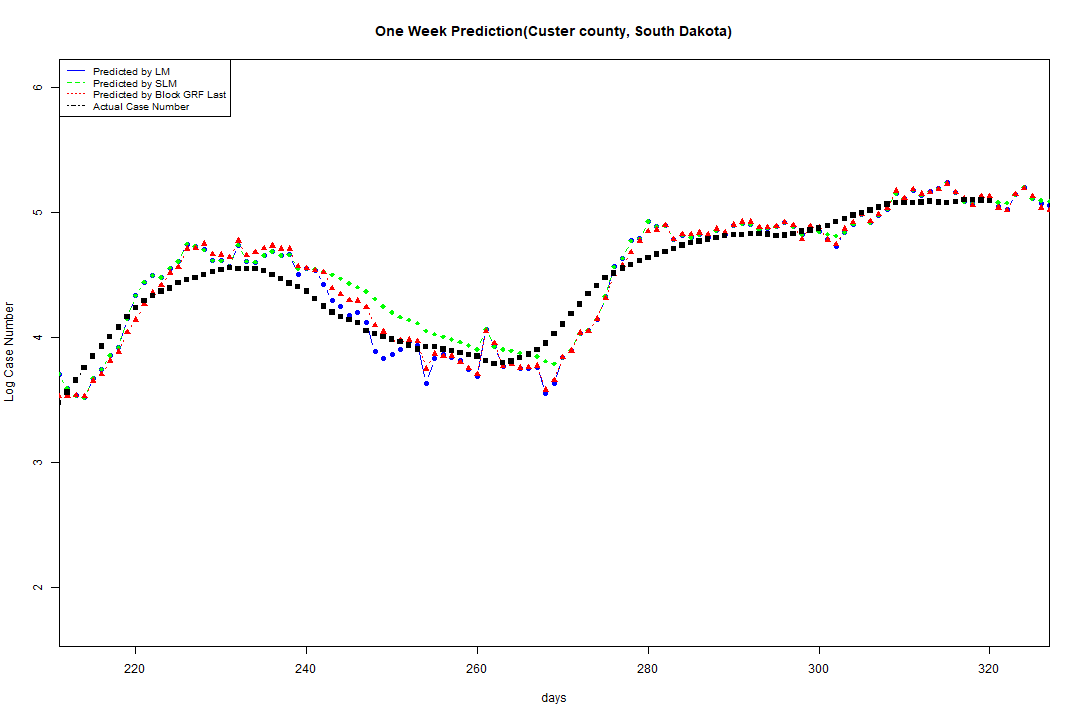 One Week Prediction(Custer county, South Dakota)
Predicted by LM
Predicted by SLM
Predicted by Block GRF Last
Actual Case Number
6
5
4
3
2
Log Case Number
220 240 260 280 300 320
days